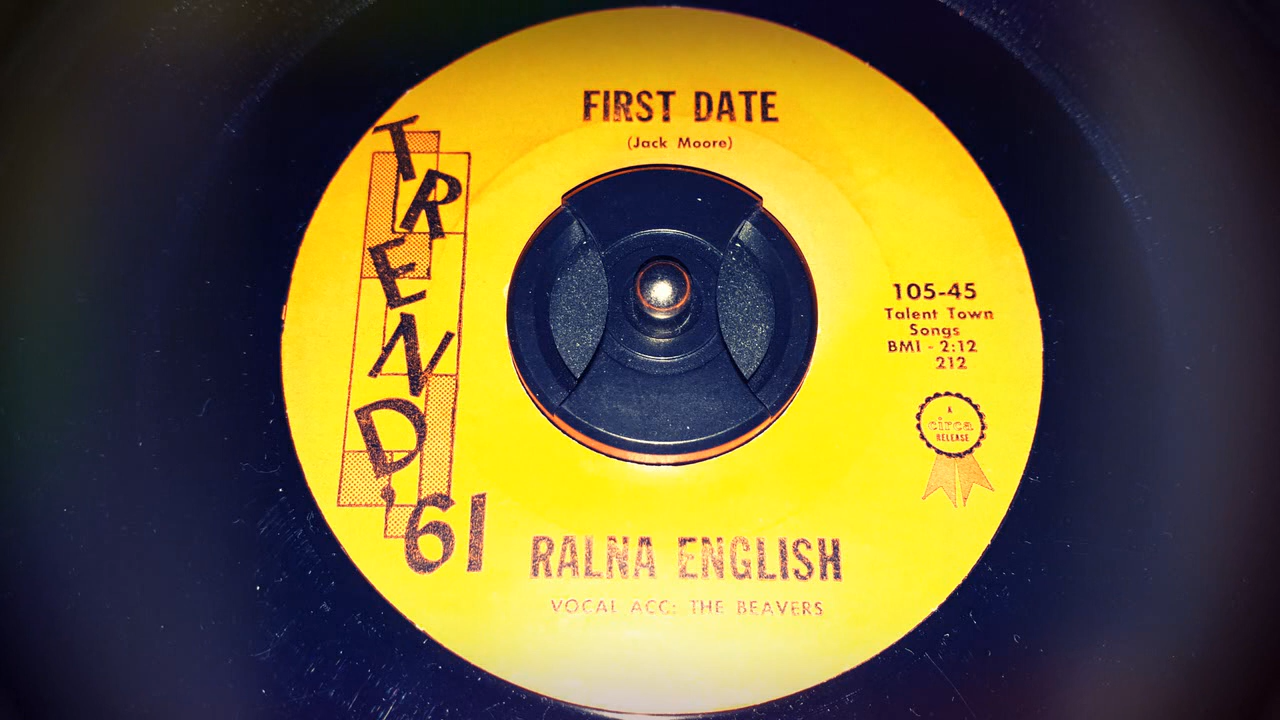 FIRST DATE
(Jack Moore)
TREND '61
105-45
Talent Town
Songs
BMI - 2:12
212
A
circa
RELEASE
RALNA ENGLISH
VOCAL ACC: THE BEAVERS